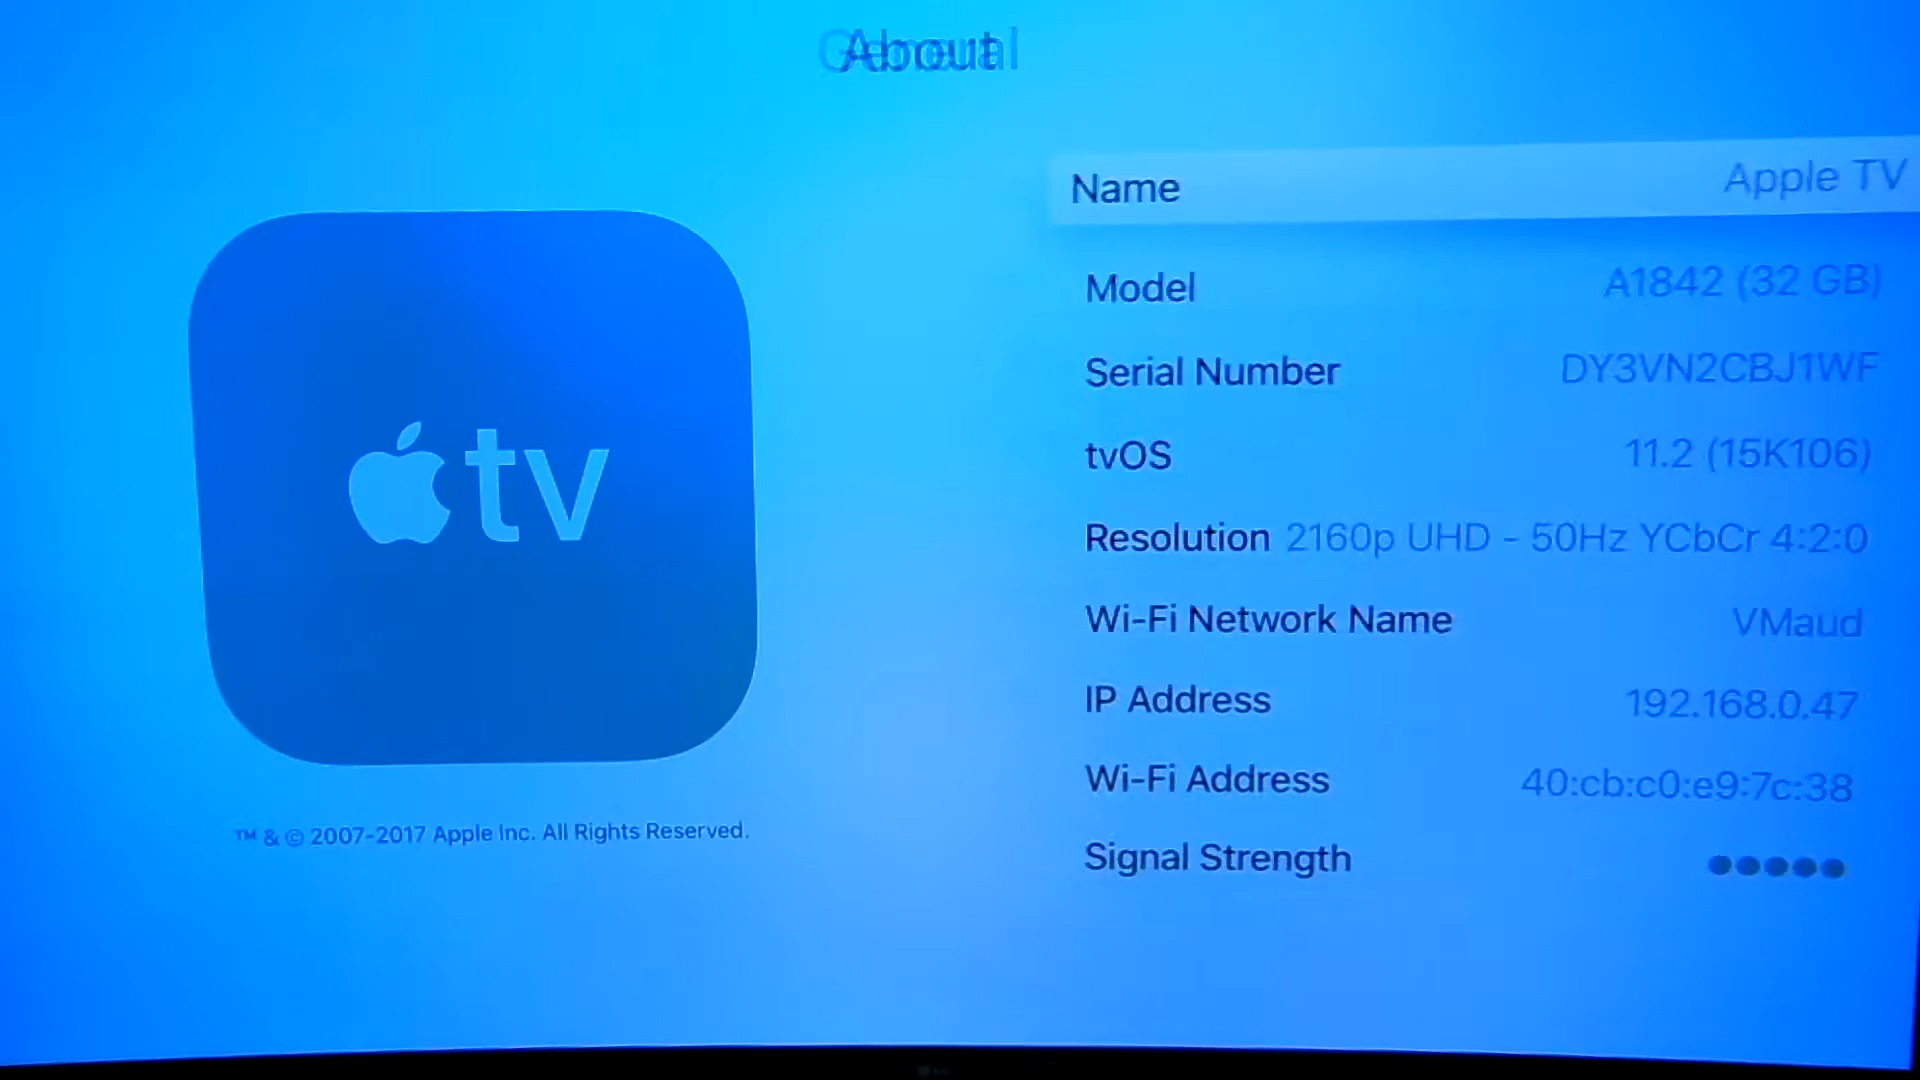 About
Name Apple TV
Model A1842 (32 GB)
Serial Number DY3VN2CBJ1WF
tvOS 11.2 (15K106)
Resolution 2160p UHD - 50Hz YCbCr 4:2:0
Wi-Fi Network Name VMaud
IP Address 192.168.0.47
Wi-Fi Address 40:cb:c0:e9:7c:38
Signal Strength
tv
™ & © 2007-2017 Apple Inc. All Rights Reserved.